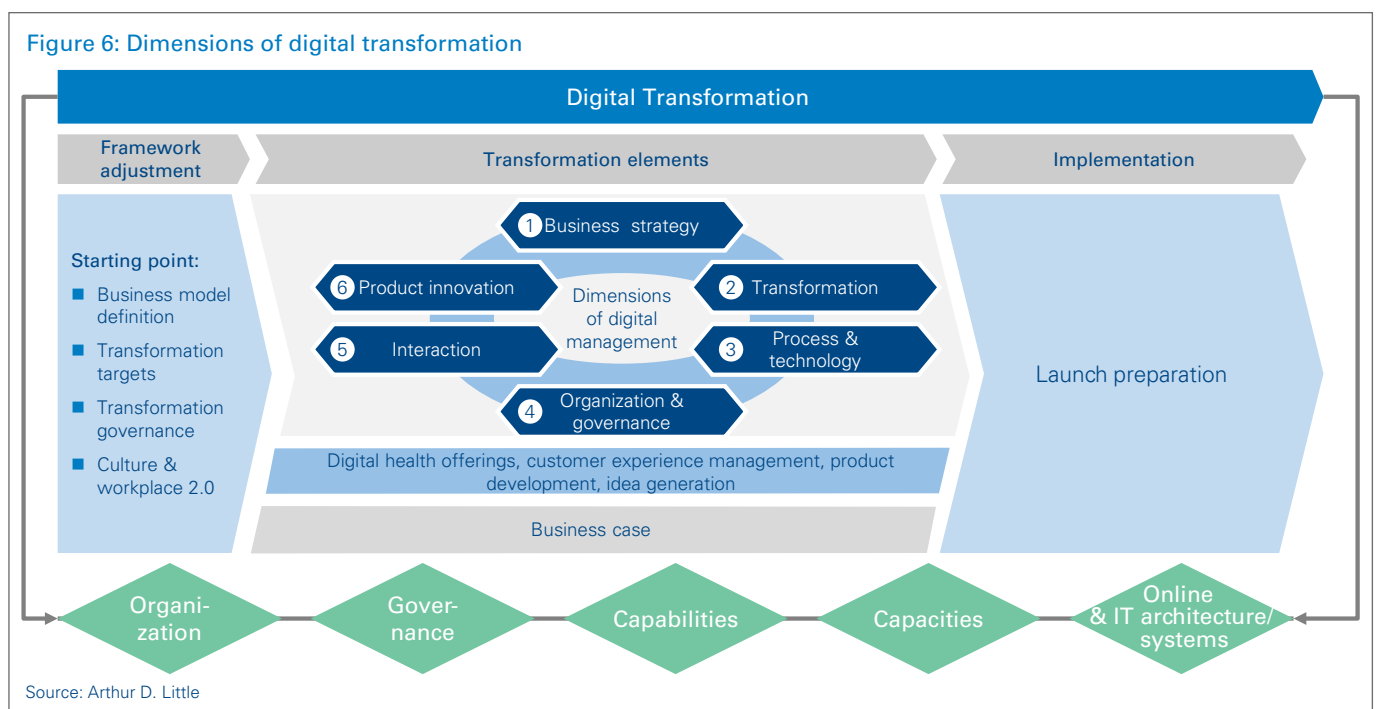 Figure 6: Dimensions of digital transformation
Digital Transformation
Framework
adjustment
Transformation elements
Implementation
Starting point:
Business model
definition
Transformation
targets
Transformation
governance
Culture &
workplace 2.0
1 Business strategy
2 Transformation
3 Process &
technology
4 Organization &
governance
5 Interaction
6 Product innovation
Dimensions
of digital
management
Digital health offerings, customer experience management, product
development, idea generation
Business case
Launch preparation
Organi-
zation
Gover-
nance
Capabilities
Capacities
Online
& IT architecture/
systems
Source: Arthur D. Little